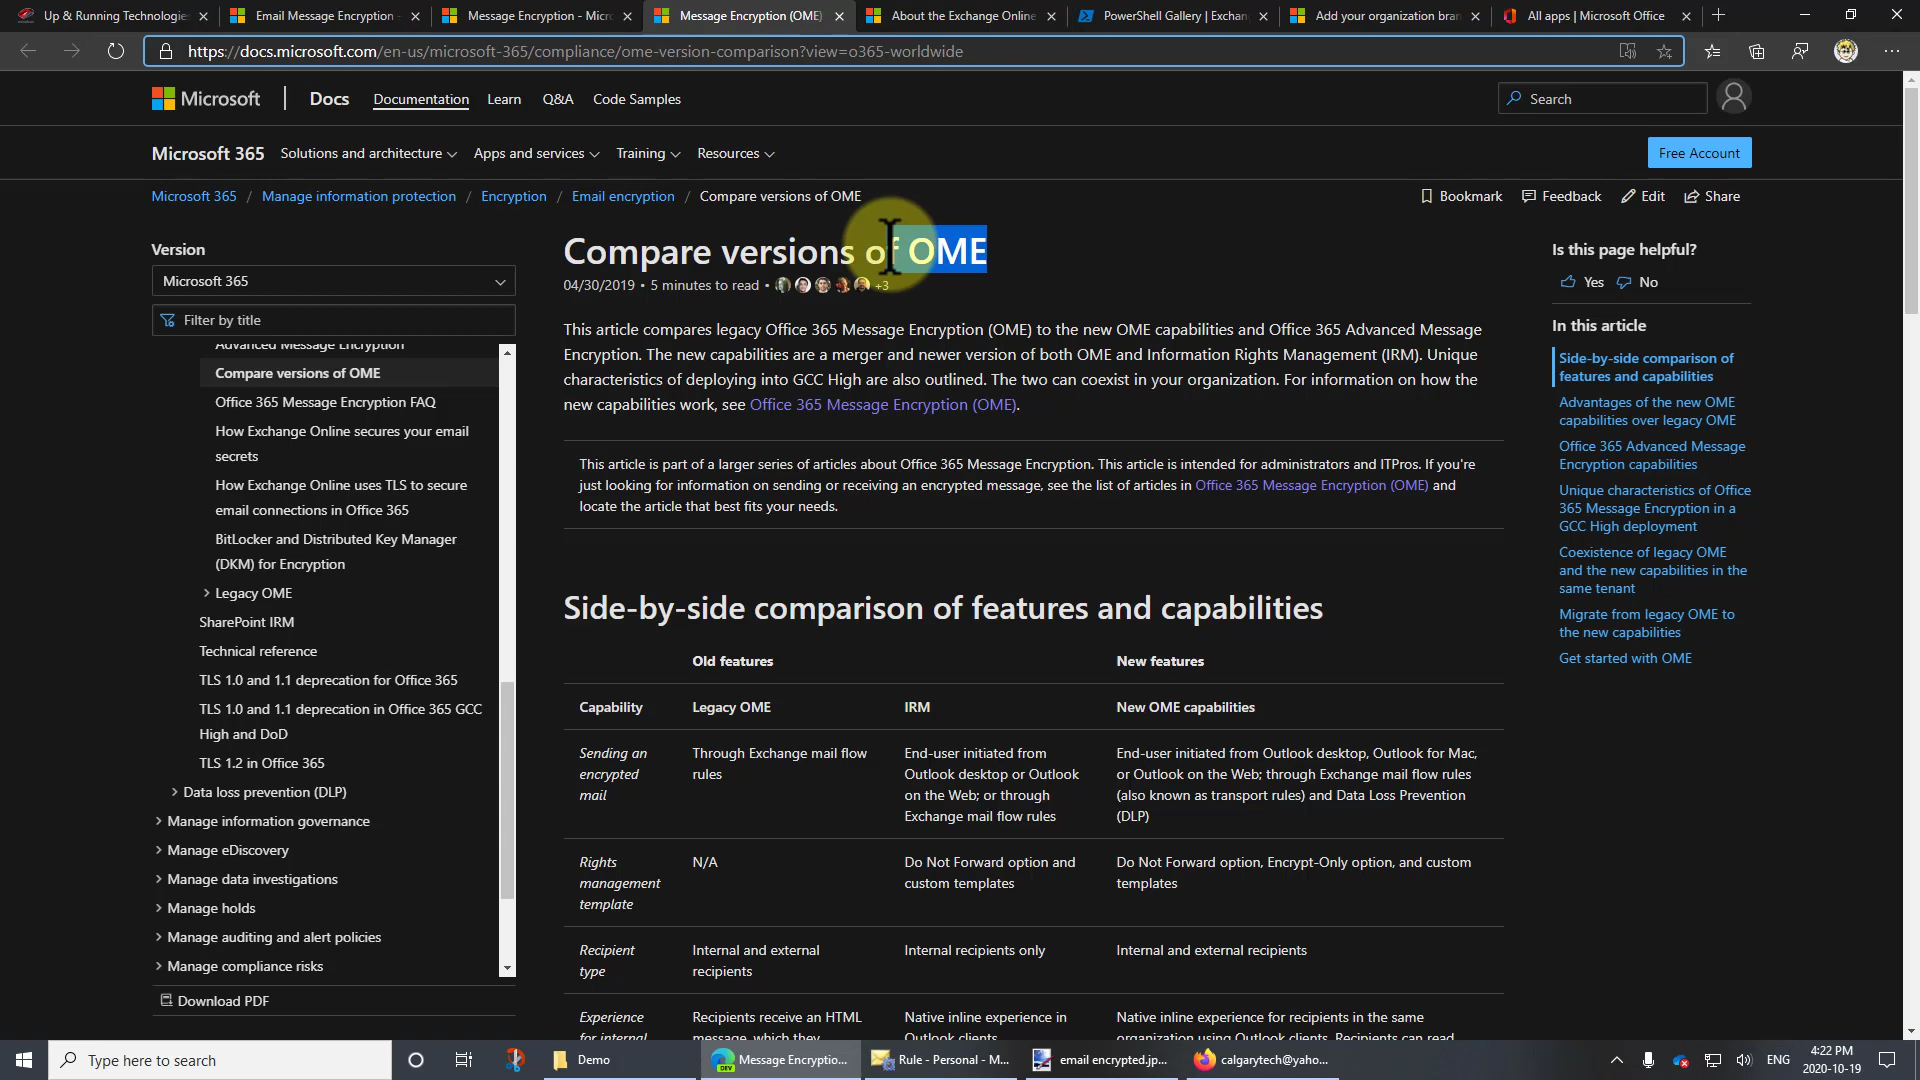 Up & Running Technologies
Email Message Encryption
Message Encryption - Micr
Message Encryption (OME)
About the Exchange Online
PowerShell Gallery | Exchan
Add your organization bran
All apps | Microsoft Office
https://docs.microsoft.com/en-us/microsoft-365/compliance/ome-version-comparison?view=o365-worldwide
Microsoft
Docs
Documentation
Learn
Q&A
Code Samples
Search
Microsoft 365
Solutions and architecture
Apps and services
Training
Resources
Free Account
Microsoft 365 / Manage information protection / Encryption / Email encryption / Compare versions of OME
Bookmark
Feedback
Edit
Share
Version
Microsoft 365
Filter by title
Advanced Message Encryption
Compare versions of OME
Office 365 Message Encryption FAQ
How Exchange Online secures your email
secrets
How Exchange Online uses TLS to secure
email connections in Office 365
BitLocker and Distributed Key Manager
(DKM) for Encryption
Legacy OME
SharePoint IRM
Technical reference
TLS 1.0 and 1.1 deprecation for Office 365
TLS 1.0 and 1.1 deprecation in Office 365 GCC
High and DoD
TLS 1.2 in Office 365
Data loss prevention (DLP)
Manage information governance
Manage eDiscovery
Manage data investigations
Manage holds
Manage auditing and alert policies
Manage compliance risks
Download PDF
Compare versions of OME
04/30/2019 • 5 minutes to read • +3
This article compares legacy Office 365 Message Encryption (OME) to the new OME capabilities and Office 365 Advanced Message
Encryption. The new capabilities are a merger and newer version of both OME and Information Rights Management (IRM). Unique
characteristics of deploying into GCC High are also outlined. The two can coexist in your organization. For information on how the
new capabilities work, see Office 365 Message Encryption (OME).
This article is part of a larger series of articles about Office 365 Message Encryption. This article is intended for administrators and ITPros. If you're
just looking for information on sending or receiving an encrypted message, see the list of articles in Office 365 Message Encryption (OME) and
locate the article that best fits your needs.
Side-by-side comparison of features and capabilities
Old features
New features
Capability
Legacy OME
IRM
New OME capabilities
Sending an
encrypted
mail
Through Exchange mail flow
rules
End-user initiated from
Outlook desktop or Outlook
on the Web; or through
Exchange mail flow rules
End-user initiated from Outlook desktop, Outlook for Mac,
or Outlook on the Web; through Exchange mail flow rules
(also known as transport rules) and Data Loss Prevention
(DLP)
Rights
management
template
N/A
Do Not Forward option and
custom templates
Do Not Forward option, Encrypt-Only option, and custom
templates
Recipient
type
Internal and external
recipients
Internal recipients only
Internal and external recipients
Experience
for internal
Recipients receive an HTML
message, which they
Native inline experience in
Outlook clients
Native inline experience for recipients in the same
organization using Outlook clients. Recipients can read
Is this page helpful?
Yes
No
In this article
Side-by-side comparison of
features and capabilities
Advantages of the new OME
capabilities over legacy OME
Office 365 Advanced Message
Encryption capabilities
Unique characteristics of Office
365 Message Encryption in a
GCC High deployment
Coexistence of legacy OME
and the new capabilities in the
same tenant
Migrate from legacy OME to
the new capabilities
Get started with OME
Type here to search
Demo
DEV
Message Encryptio...
Rule - Personal - M...
email encrypted.jp...
calgarytech@yaho...
ENG
4:22 PM
2020-10-19